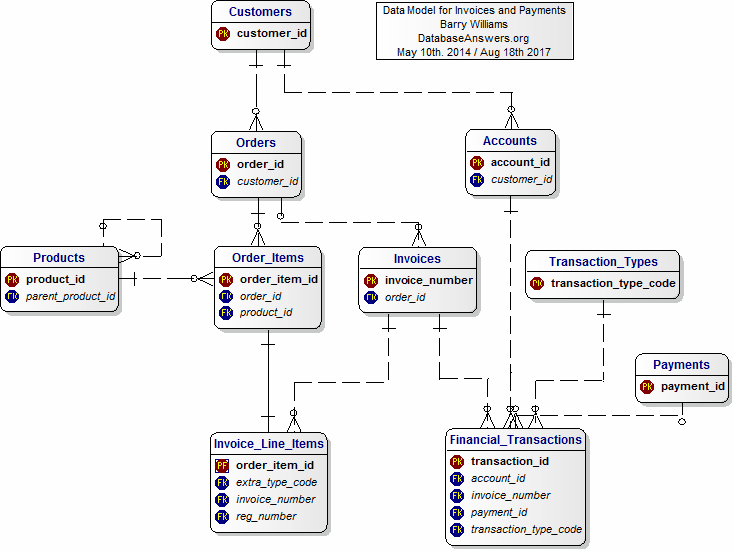 Customers
PK customer_id
Data Model for Invoices and Payments
Barry Williams
DatabaseAnswers.org
May 10th. 2014 / Aug 18th 2017
Orders
PK order_id
FK customer_id
Accounts
PK account_id
FK customer_id
Products
PK product_id
FK parent_product_id
Order_Items
PK order_item_id
FK order_id
FK product_id
Invoices
PK invoice_number
FK order_id
Transaction_Types
PK transaction_type_code
Payments
PK payment_id
Invoice_Line_Items
PF order_item_id
FK extra_type_code
FK invoice_number
FK reg_number
Financial_Transactions
PK transaction_id
FK account_id
FK invoice_number
FK payment_id
FK transaction_type_code